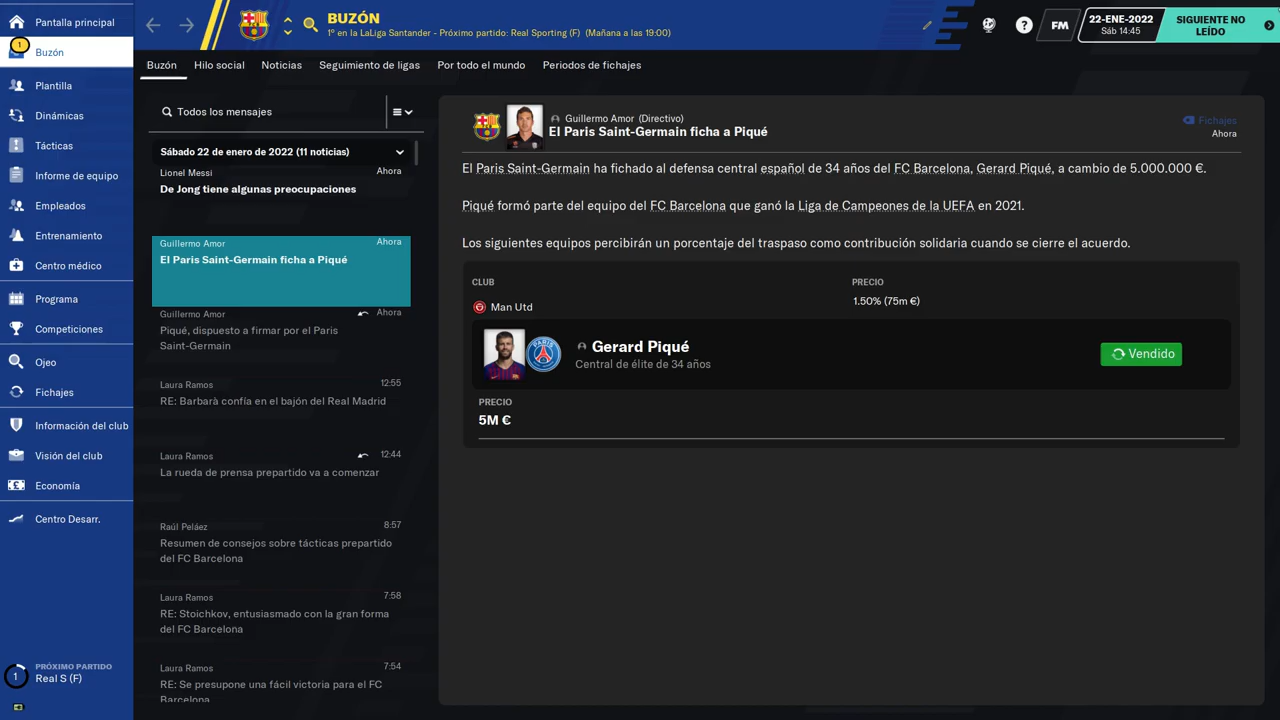 Pantalla principal
1
Buzón
Plantilla
Dinámicas
Tácticas
Informe de equipo
Empleados
Entrenamiento
Centro médico
Programa
Competiciones
Ojeo
Fichajes
Información del club
Visión del club
Economía
Centro Desarr.
1
PRÓXIMO PARTIDO
Real S (F)
BUZÓN
1º en la LaLiga Santander - Próximo partido: Real Sporting (F) (Mañana a las 19:00)
?
FM
22-ENE-2022
Sáb 14:45
SIGUIENTE NO
LEÍDO
Buzón Hilo social Noticias Seguimiento de ligas Por todo el mundo Periodos de fichajes
Todos los mensajes
Sábado 22 de enero de 2022 (11 noticias)
Lionel Messi Ahora
De Jong tiene algunas preocupaciones
Guillermo Amor Ahora
El Paris Saint-Germain ficha a Piqué
Guillermo Amor Ahora
Piqué, dispuesto a firmar por el Paris
Saint-Germain
Laura Ramos 12:55
RE: Barbarà confía en el bajón del Real Madrid
Laura Ramos 12:44
La rueda de prensa prepartido va a comenzar
Raúl Peláez 8:57
Resumen de consejos sobre tácticas prepartido
del FC Barcelona
Laura Ramos 7:58
RE: Stoichkov, entusiasmado con la gran forma
del FC Barcelona
Laura Ramos 7:54
RE: Se presupone una fácil victoria para el FC
Barcelona
Guillermo Amor (Directivo)
El Paris Saint-Germain ficha a Piqué
Fichajes
Ahora
El Paris Saint-Germain ha fichado al defensa central español de 34 años del FC Barcelona, Gerard Piqué, a cambio de 5.000.000 €.
Piqué formó parte del equipo del FC Barcelona que ganó la Liga de Campeones de la UEFA en 2021.
Los siguientes equipos percibirán un porcentaje del traspaso como contribución solidaria cuando se cierre el acuerdo.
CLUB PRECIO
Man Utd 1.50% (75m €)
PARIS
Gerard Piqué
Central de élite de 34 años
Vendido
PRECIO
5M €